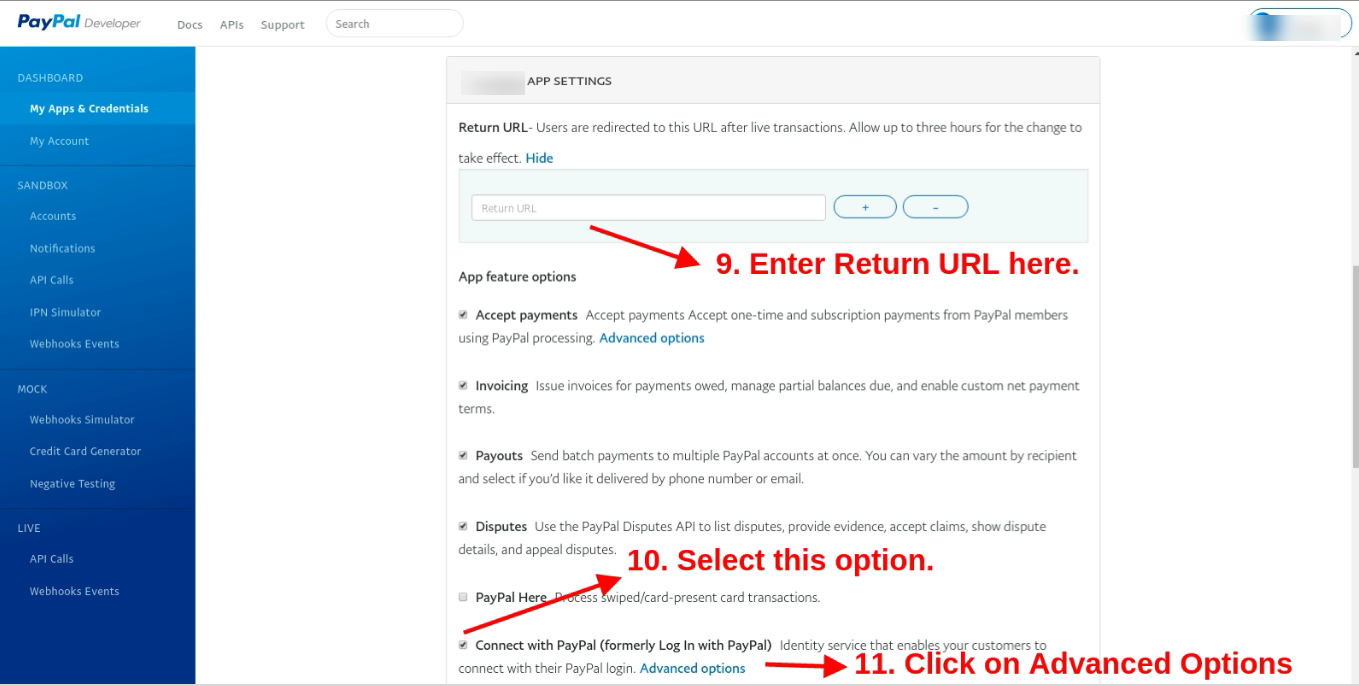 PayPal Developer Docs APIs Support Search
DASHBOARD
My Apps & Credentials
My Account
SANDBOX
Accounts
Notifications
API Calls
IPN Simulator
Webhooks Events
MOCK
Webhooks Simulator
Credit Card Generator
Negative Testing
LIVE
API Calls
Webhooks Events
APP SETTINGS
Return URL- Users are redirected to this URL after live transactions. Allow up to three hours for the change to
take effect. Hide
Return URL + -
9. Enter Return URL here.
App feature options
Accept payments Accept payments Accept one-time and subscription payments from PayPal members
using PayPal processing. Advanced options
Invoicing Issue invoices for payments owed, manage partial balances due, and enable custom net payment
terms.
Payouts Send batch payments to multiple PayPal accounts at once. You can vary the amount by recipient
and select if you'd like it delivered by phone number or email.
Disputes Use the PayPal Disputes API to list disputes, provide evidence, accept claims, show dispute
details, and appeal disputes.
10. Select this option.
PayPal Here Process swiped/card-present card transactions.
Connect with PayPal (formerly Log In with PayPal) Identity service that enables your customers to
connect with their PayPal login. Advanced options
11. Click on Advanced Options